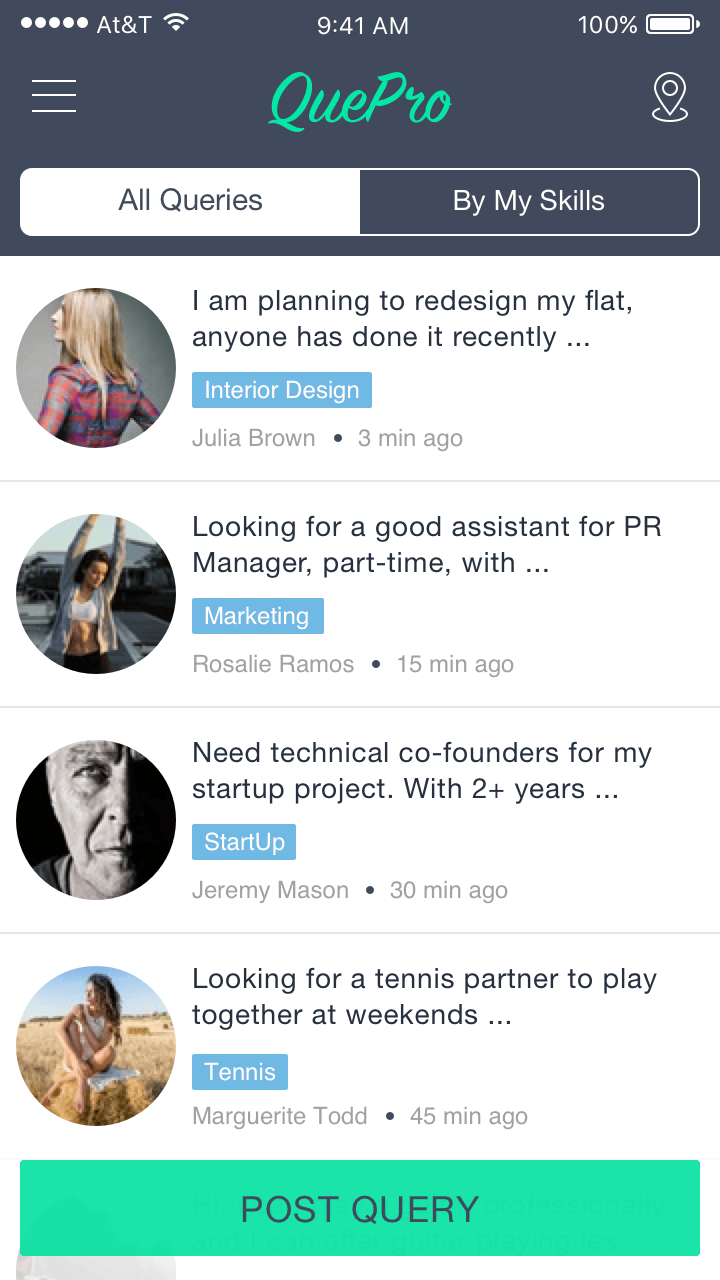 At&T 9:41 AM 100%
QuePro
All Queries By My Skills
I am planning to redesign my flat,
anyone has done it recently ...
Interior Design
Julia Brown • 3 min ago
Looking for a good assistant for PR
Manager, part-time, with ...
Marketing
Rosalie Ramos • 15 min ago
Need technical co-founders for my
startup project. With 2+ years ...
StartUp
Jeremy Mason • 30 min ago
Looking for a tennis partner to play
together at weekends ...
Tennis
Marguerite Todd • 45 min ago
POST QUERY
Hi, professionally
and I can offer guitar playing les